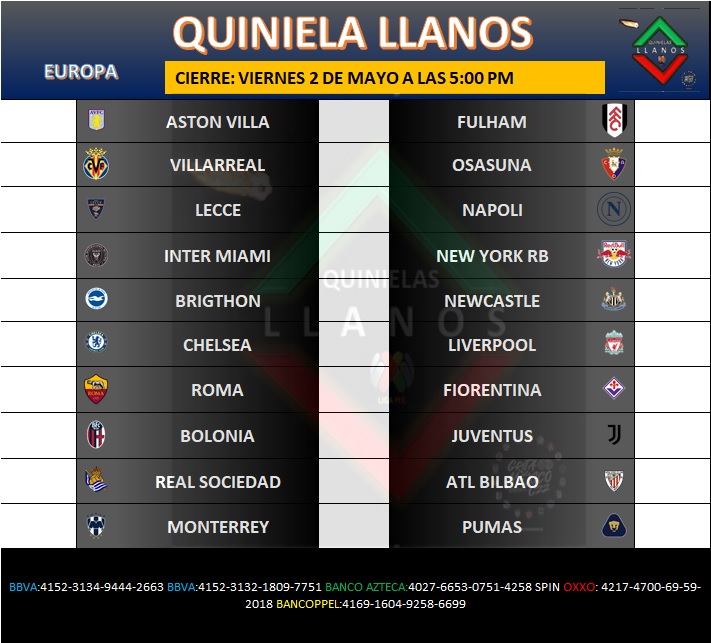 QUINIELA LLANOS
EUROPA
CIERRE: VIERNES 2 DE MAYO A LAS 5:00 PM
QUINIELAS
LLANOS
ASTON VILLA FULHAM
VILLARREAL OSASUNA
LECCE NAPOLI
INTER MIAMI NEW YORK RB
BRIGTHON NEWCASTLE
QUINIELAS
LLANOS
CHELSEA LIVERPOOL
ROMA FIORENTINA
LIGA MX
BOLONIA JUVENTUS
REAL SOCIEDAD ATL BILBAO
MONTERREY PUMAS
BBVA:4152-3134-9444-2663 BBVA:4152-3132-1809-7751 BANCO AZTECA:4027-6653-0751-4258 SPIN OXXO: 4217-4700-69-59-
2018 BANCOPPEL:4169-1604-9258-6699